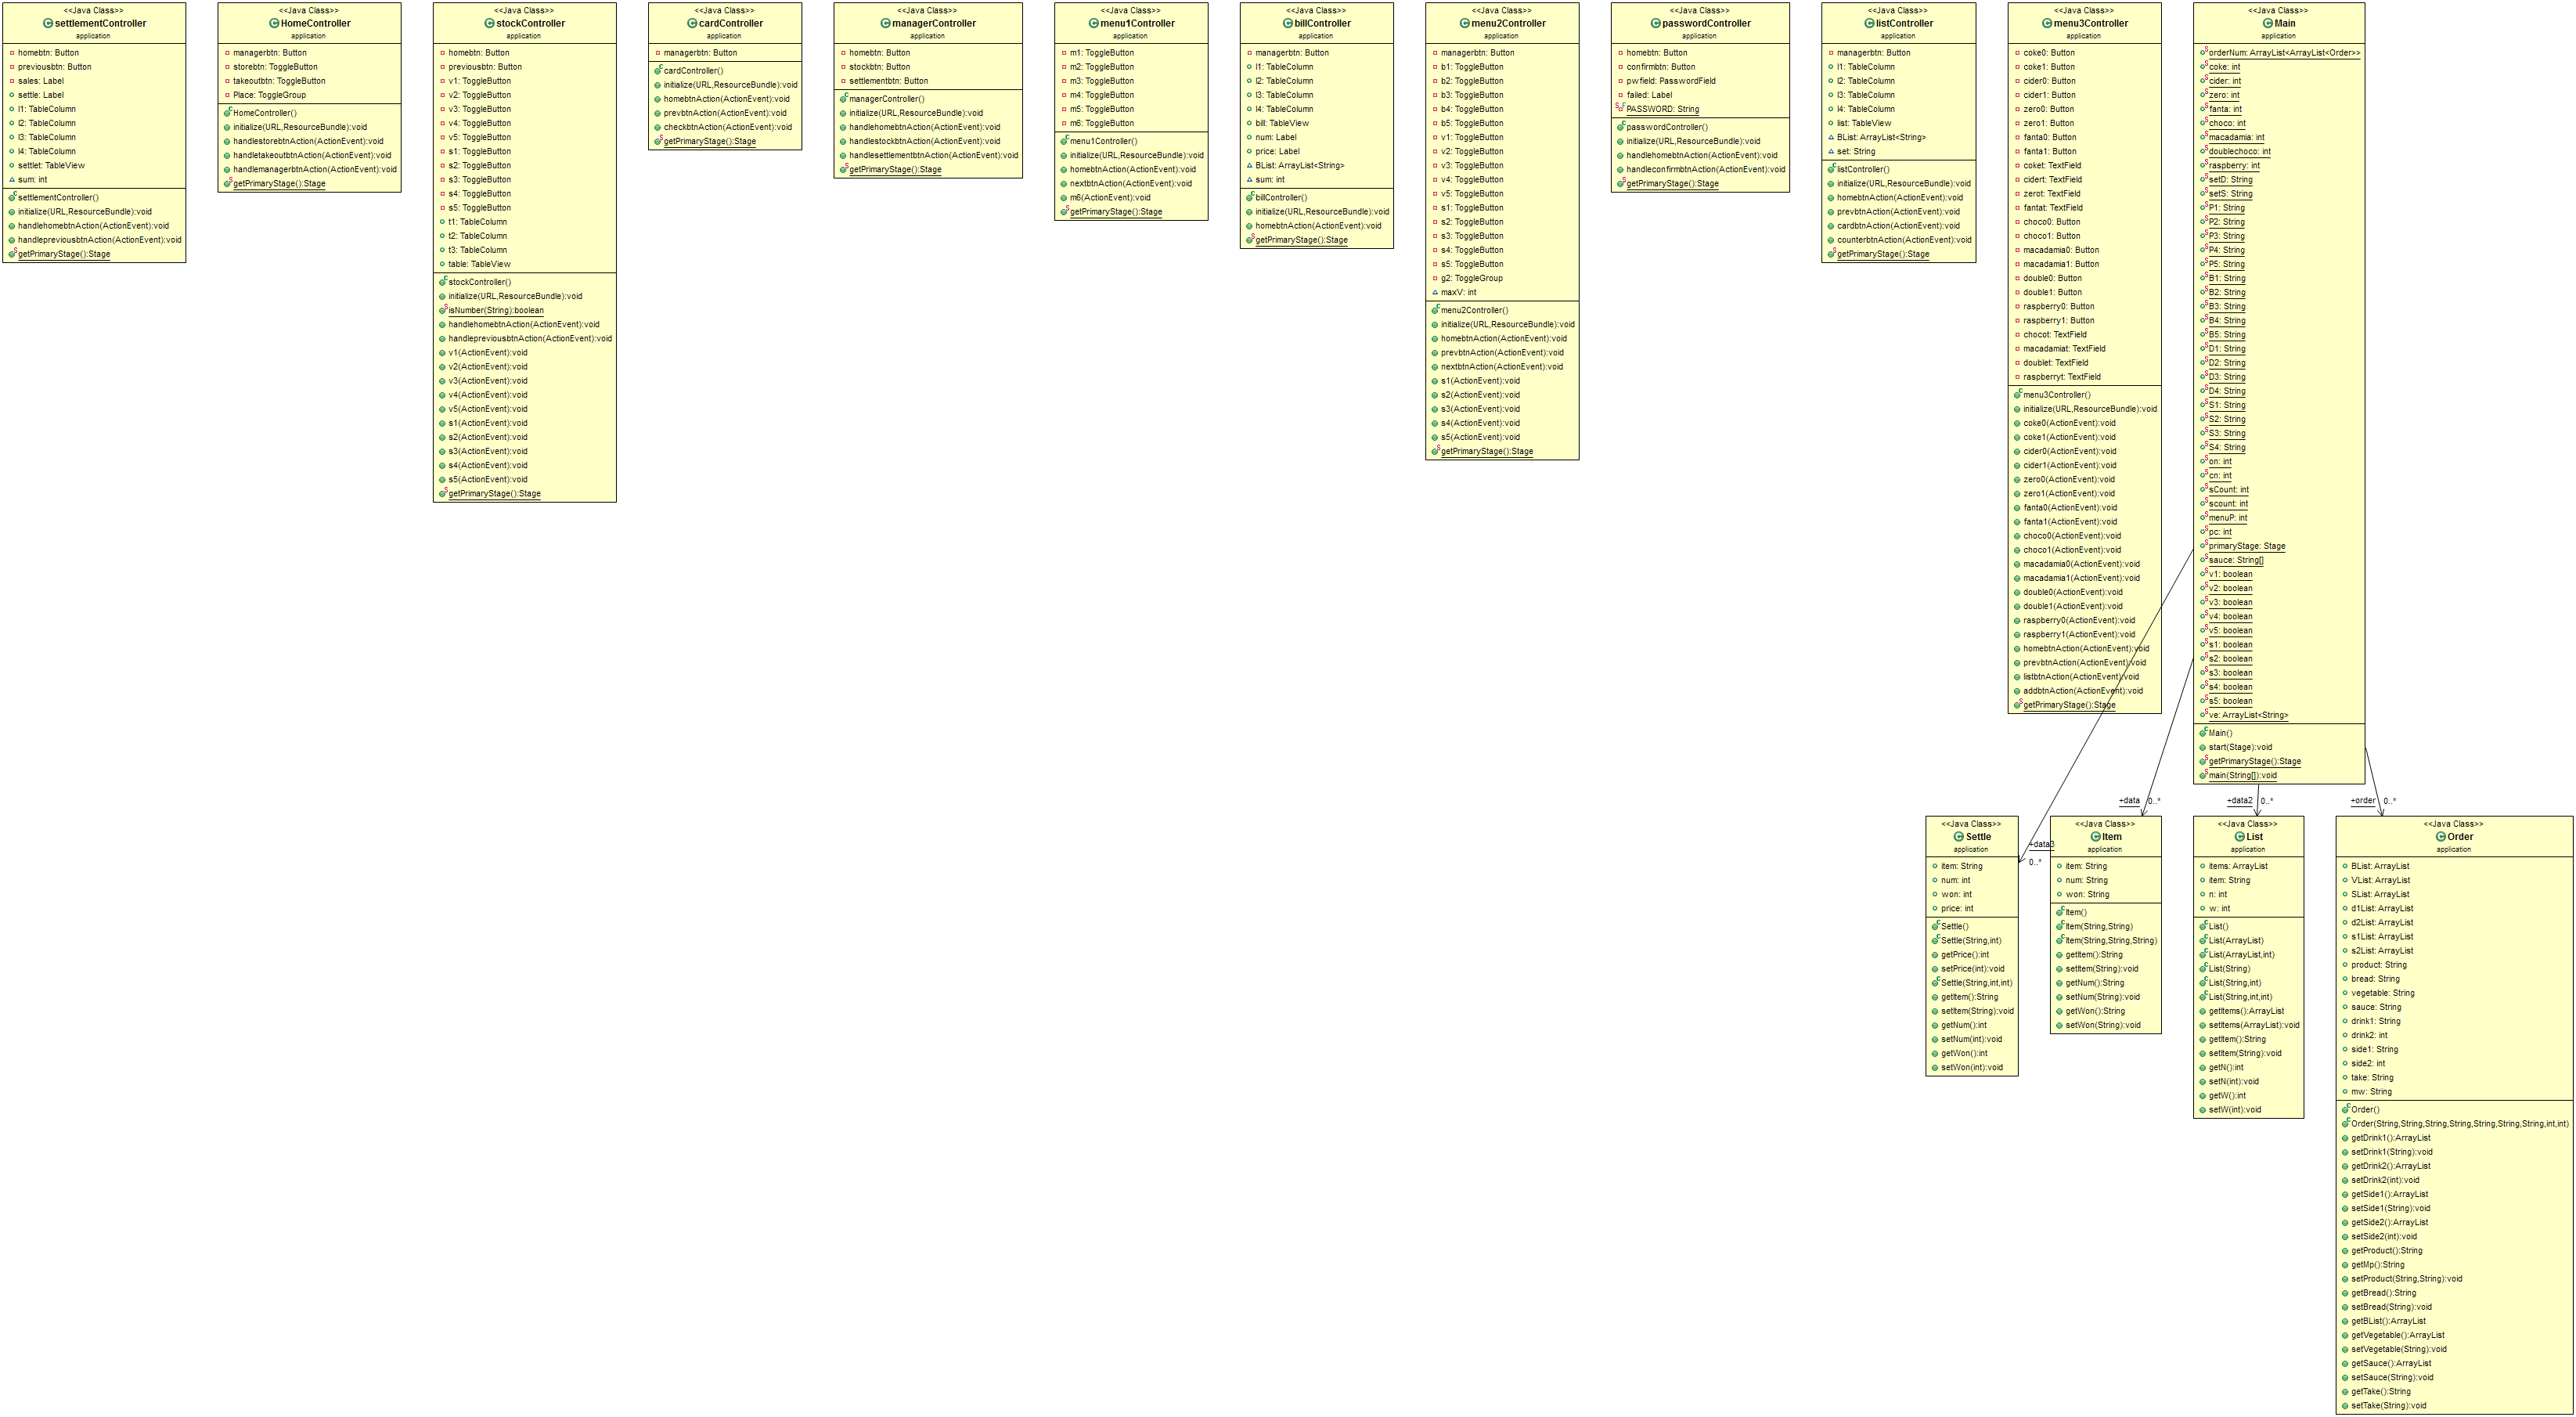 <<Java Class>>
settlementController
application
homebtn: Button
previousbtn: Button
sales: Label
settle: Label
l1: TableColumn
l2: TableColumn
l3: TableColumn
l4: TableColumn
settlet: TableView
sum: int
settlementController()
initialize(URL,ResourceBundle):void
handlehomebtnAction(ActionEvent):void
handlepreviousbtnAction(ActionEvent):void
getPrimaryStage():Stage
<<Java Class>>
HomeController
application
managerbtn: Button
storebtn: ToggleButton
takeoutbtn: ToggleButton
Place: ToggleGroup
HomeController()
initialize(URL,ResourceBundle):void
handlestorebtnAction(ActionEvent):void
handletakeoutbtnAction(ActionEvent):void
handlemanagerbtnAction(ActionEvent):void
getPrimaryStage():Stage
<<Java Class>>
stockController
application
homebtn: Button
previousbtn: Button
v1: ToggleButton
v2: ToggleButton
v3: ToggleButton
v4: ToggleButton
v5: ToggleButton
s1: ToggleButton
s2: ToggleButton
s3: ToggleButton
s4: ToggleButton
s5: ToggleButton
t1: TableColumn
t2: TableColumn
t3: TableColumn
table: TableView
stockController()
initialize(URL,ResourceBundle):void
isNumber(String):boolean
handlehomebtnAction(ActionEvent):void
handlepreviousbtnAction(ActionEvent):void
v1(ActionEvent):void
v2(ActionEvent):void
v3(ActionEvent):void
v4(ActionEvent):void
v5(ActionEvent):void
s1(ActionEvent):void
s2(ActionEvent):void
s3(ActionEvent):void
s4(ActionEvent):void
s5(ActionEvent):void
getPrimaryStage():Stage
<<Java Class>>
cardController
application
managerbtn: Button
cardController()
initialize(URL,ResourceBundle):void
homebtnAction(ActionEvent):void
prevbtnAction(ActionEvent):void
checkbtnAction(ActionEvent):void
getPrimaryStage():Stage
<<Java Class>>
managerController
application
homebtn: Button
stockbtn: Button
settlementbtn: Button
managerController()
initialize(URL,ResourceBundle):void
handlehomebtnAction(ActionEvent):void
handlestockbtnAction(ActionEvent):void
handlesettlementbtnAction(ActionEvent):void
getPrimaryStage():Stage
<<Java Class>>
menu1Controller
application
m1: ToggleButton
m2: ToggleButton
m3: ToggleButton
m4: ToggleButton
m5: ToggleButton
m6: ToggleButton
menu1Controller()
initialize(URL,ResourceBundle):void
homebtnAction(ActionEvent):void
nextbtnAction(ActionEvent):void
m6(ActionEvent):void
getPrimaryStage():Stage
<<Java Class>>
billController
application
managerbtn: Button
l1: TableColumn
l2: TableColumn
l3: TableColumn
l4: TableColumn
bill: TableView
num: Label
price: Label
BList: ArrayList<String>
sum: int
billController()
initialize(URL,ResourceBundle):void
homebtnAction(ActionEvent):void
getPrimaryStage():Stage
<<Java Class>>
menu2Controller
application
managerbtn: Button
b1: ToggleButton
b2: ToggleButton
b3: ToggleButton
b4: ToggleButton
b5: ToggleButton
v1: ToggleButton
v2: ToggleButton
v3: ToggleButton
v4: ToggleButton
v5: ToggleButton
s1: ToggleButton
s2: ToggleButton
s3: ToggleButton
s4: ToggleButton
s5: ToggleButton
g2: ToggleGroup
maxV: int
menu2Controller()
initialize(URL,ResourceBundle):void
homebtnAction(ActionEvent):void
prevbtnAction(ActionEvent):void
nextbtnAction(ActionEvent):void
s1(ActionEvent):void
s2(ActionEvent):void
s3(ActionEvent):void
s4(ActionEvent):void
s5(ActionEvent):void
getPrimaryStage():Stage
<<Java Class>>
passwordController
application
homebtn: Button
confirmbtn: Button
pwfield: PasswordField
failed: Label
PASSWORD: String
passwordController()
initialize(URL,ResourceBundle):void
handlehomebtnAction(ActionEvent):void
handleconfirmbtnAction(ActionEvent):void
getPrimaryStage():Stage
<<Java Class>>
listController
application
managerbtn: Button
l1: TableColumn
l2: TableColumn
l3: TableColumn
l4: TableColumn
list: TableView
BList: ArrayList<String>
set: String
listController()
initialize(URL,ResourceBundle):void
homebtnAction(ActionEvent):void
prevbtnAction(ActionEvent):void
cardbtnAction(ActionEvent):void
counterbtnAction(ActionEvent):void
getPrimaryStage():Stage
<<Java Class>>
menu3Controller
application
coke0: Button
coke1: Button
cider0: Button
cider1: Button
zero0: Button
zero1: Button
fanta0: Button
fanta1: Button
coket: TextField
cidert: TextField
zerot: TextField
fantat: TextField
choco0: Button
choco1: Button
macadamia0: Button
macadamia1: Button
double0: Button
double1: Button
raspberry0: Button
raspberry1: Button
chocot: TextField
macadamiat: TextField
doublet: TextField
raspberryt: TextField
menu3Controller()
initialize(URL,ResourceBundle):void
coke0(ActionEvent):void
coke1(ActionEvent):void
cider0(ActionEvent):void
cider1(ActionEvent):void
zero0(ActionEvent):void
zero1(ActionEvent):void
fanta0(ActionEvent):void
fanta1(ActionEvent):void
choco0(ActionEvent):void
choco1(ActionEvent):void
macadamia0(ActionEvent):void
macadamia1(ActionEvent):void
double0(ActionEvent):void
double1(ActionEvent):void
raspberry0(ActionEvent):void
raspberry1(ActionEvent):void
homebtnAction(ActionEvent):void
prevbtnAction(ActionEvent):void
listbtnAction(ActionEvent):void
addbtnAction(ActionEvent):void
getPrimaryStage():Stage
<<Java Class>>
Main
application
orderNum: ArrayList<ArrayList<Order>>
coke: int
cider: int
zero: int
fanta: int
choco: int
macadamia: int
doublechoco: int
raspberry: int
setD: String
setS: String
P1: String
P2: String
P3: String
P4: String
P5: String
B1: String
B2: String
B3: String
B4: String
B5: String
D1: String
D2: String
D3: String
D4: String
S1: String
S2: String
S3: String
S4: String
on: int
cn: int
sCount: int
scount: int
menuP: int
pc: int
primaryStage: Stage
sauce: String[]
v1: boolean
v2: boolean
v3: boolean
v4: boolean
v5: boolean
s1: boolean
s2: boolean
s3: boolean
s4: boolean
s5: boolean
ve: ArrayList<String>
Main()
start(Stage):void
getPrimaryStage():Stage
main(String[]):void
+data 0..*
+data2 0..*
+order 0..*
+data3
0..*
<<Java Class>>
Settle
application
item: String
num: int
won: int
price: int
Settle()
Settle(String,int)
getPrice():int
setPrice(int):void
Settle(String,int,int)
getItem():String
setItem(String):void
getNum():int
setNum(int):void
getWon():int
setWon(int):void
<<Java Class>>
Item
application
item: String
num: String
won: String
Item()
Item(String,String)
Item(String,String,String)
getItem():String
setItem(String):void
getNum():String
setNum(String):void
getWon():String
setWon(String):void
<<Java Class>>
List
application
items: ArrayList
item: String
n: int
w: int
List()
List(ArrayList)
List(ArrayList,int)
List(String)
List(String,int)
List(String,int,int)
getItems():ArrayList
setItems(ArrayList):void
getItem():String
setItem(String):void
getN():int
setN(int):void
getW():int
setW(int):void
<<Java Class>>
Order
application
BList: ArrayList
VList: ArrayList
SList: ArrayList
d1List: ArrayList
d2List: ArrayList
s1List: ArrayList
s2List: ArrayList
product: String
bread: String
vegetable: String
sauce: String
drink1: String
drink2: int
side1: String
side2: int
take: String
mw: String
Order()
Order(String,String,String,String,String,String,String,int,int)
getDrink1():ArrayList
setDrink1(String):void
getDrink2():ArrayList
setDrink2(int):void
getSide1():ArrayList
setSide1(String):void
getSide2():ArrayList
setSide2(int):void
getProduct():String
getMp():String
setProduct(String,String):void
getBread():String
setBread(String):void
getBList():ArrayList
getVegetable():ArrayList
setVegetable(String):void
getSauce():ArrayList
setSauce(String):void
getTake():String
setTake(String):void